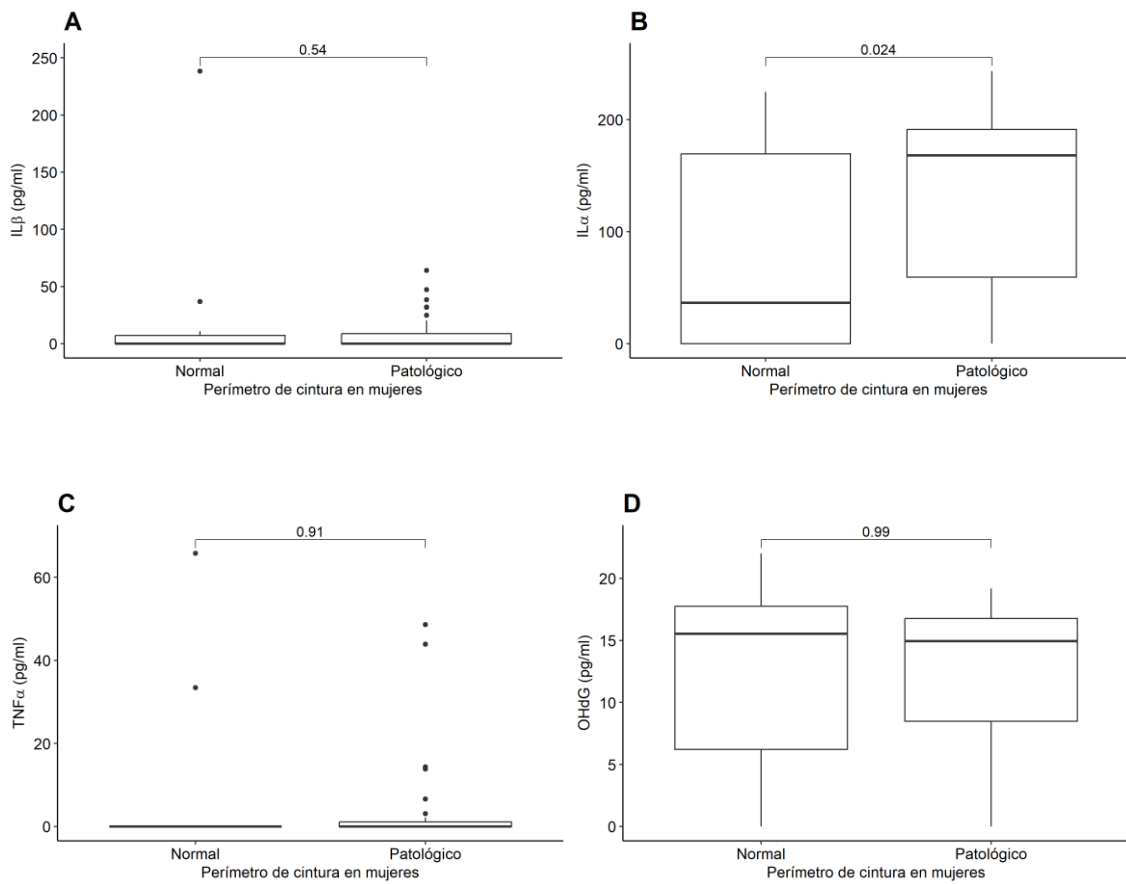 A
0.54
250
200
150
100
50
0
ILβ (pg/ml)
Normal
Patológico
Perímetro de cintura en mujeres
B
0.024
200
100
0
ILα (pg/ml)
Normal
Patológico
Perímetro de cintura en mujeres
C
0.91
60
40
20
0
TNFα (pg/ml)
Normal
Patológico
Perímetro de cintura en mujeres
D
0.99
20
15
10
5
0
OHdG (pg/ml)
Normal
Patológico
Perímetro de cintura en mujeres